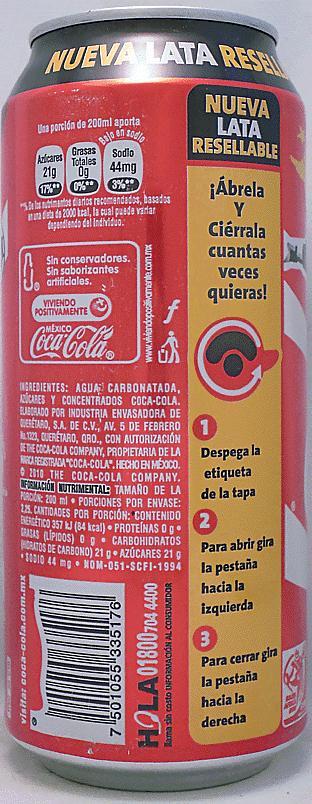 NUEVA LATA RESELL
Una porción de 200ml aporta
Bajo en sodio
Azúcares 21g 17%**
Grasas Totales 0g 0%**
Sodio 44mg 3%**
**% De los nutrimentos diarios recomendados, basados
en una dieta de 2000 kcal, la cual puede variar
dependiendo del individuo.
Sin conservadores.
Sin saborizantes
artificiales.
VIVIENDO
POSITIVAMENTE
MÉXICO
Coca-Cola
www.viviendopositivamente.com.mx
INGREDIENTES: AGUA CARBONATADA,
AZÚCARES Y CONCENTRADOS COCA-COLA.
ELABORADO POR INDUSTRIA ENVASADORA DE
QUERÉTARO, S.A. DE C.V., AV. 5 DE FEBRERO
No.1323, QUERÉTARO, QRO., CON AUTORIZACIÓN
DE THE COCA-COLA COMPANY, PROPIETARIA DE LA
MARCA REGISTRADA "COCA-COLA". HECHO EN MÉXICO.
© 2010 THE COCA-COLA COMPANY.
INFORMACIÓN NUTRIMENTAL: TAMAÑO DE LA
PORCIÓN: 200 ml • PORCIONES POR ENVASE:
2.25. CANTIDADES POR PORCIÓN: CONTENIDO
ENERGÉTICO 357 kJ (84 kcal) • PROTEÍNAS 0 g •
GRASAS (LÍPIDOS) 0 g • CARBOHIDRATOS
(HIDRATOS DE CARBONO) 21 g • AZÚCARES 21 g
• SODIO 44 mg • NOM-051-SCFI-1994
visita: coca-cola.com.mx
7 501055 335176
HOLA 01800 704 4400
llama sin costo INFORMACIÓN AL CONSUMIDOR
NUEVA
LATA
RESELLABLE
¡Ábrela
Y
Ciérrala
cuantas
veces
quieras!
1
Despega la
etiqueta
de la tapa
2
Para abrir gira
la pestaña
hacia la
izquierda
3
Para cerrar gira
la pestaña
hacia la
derecha